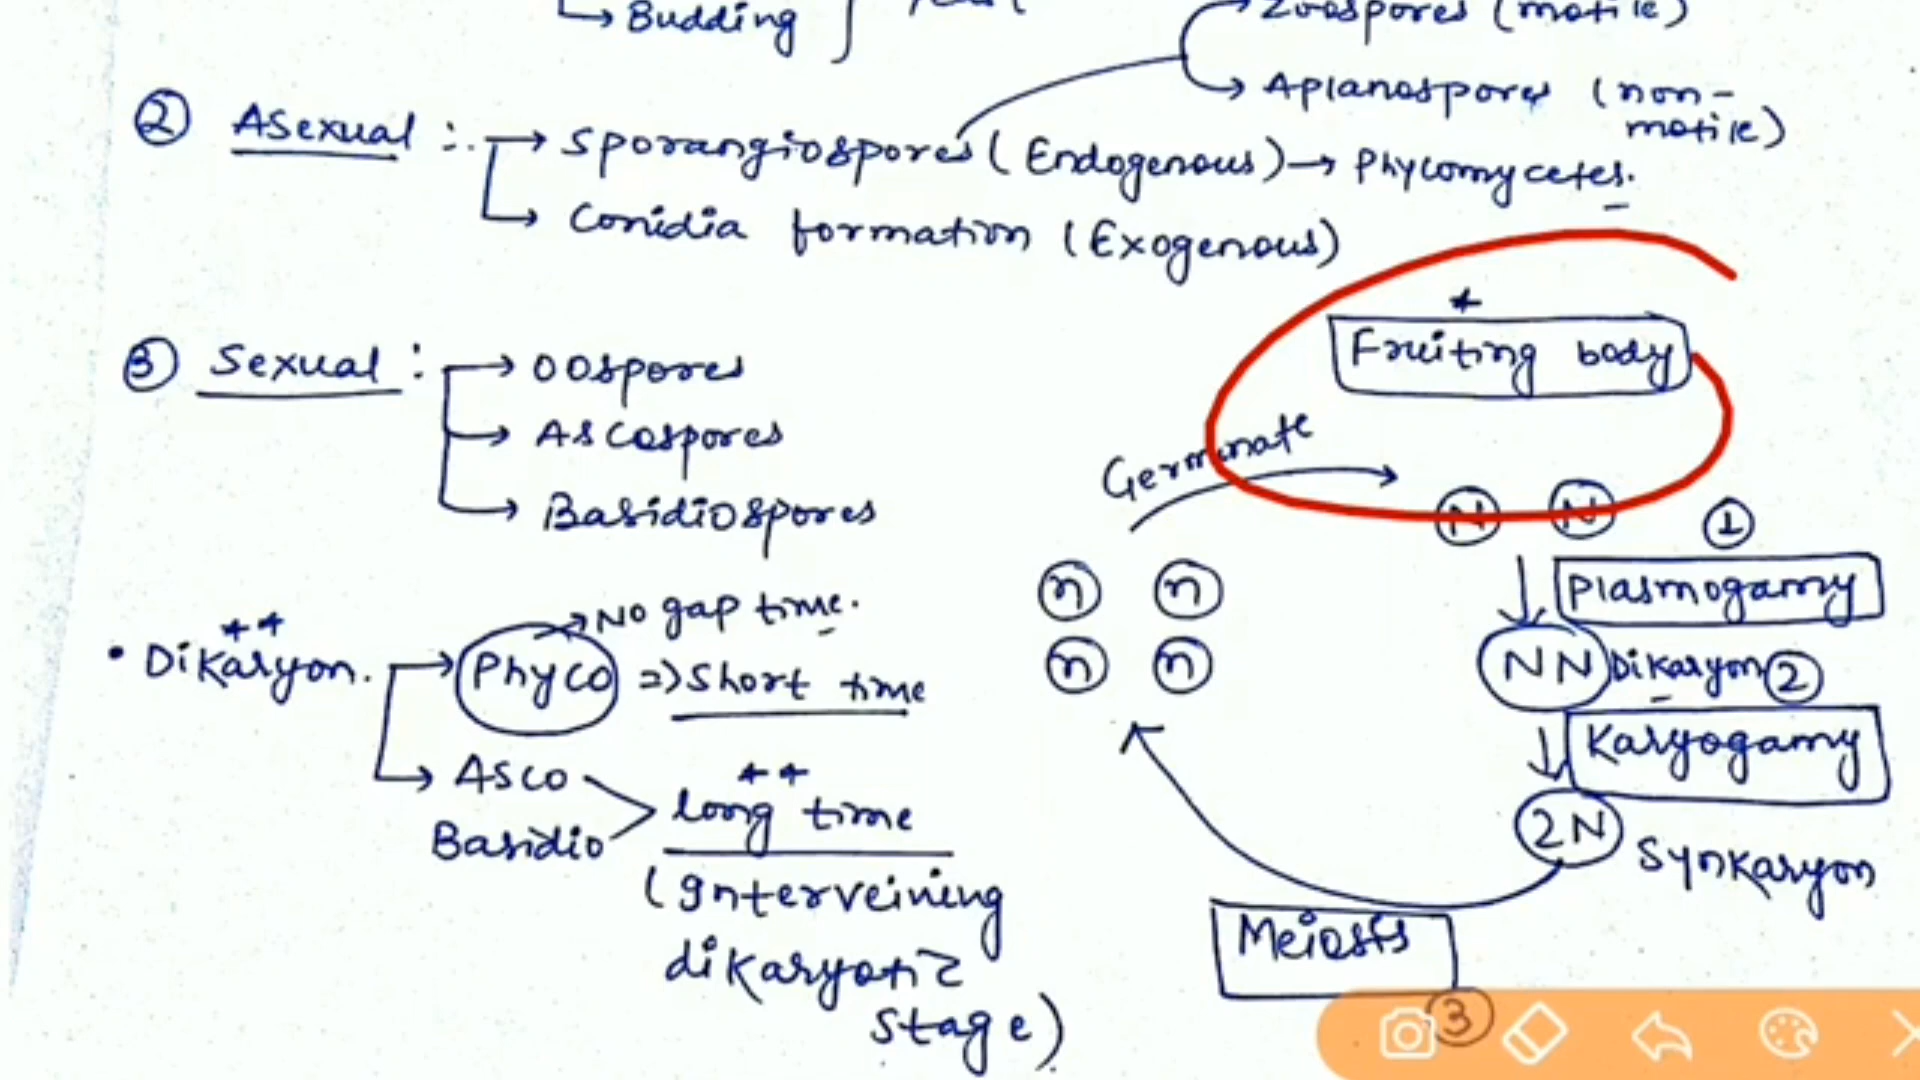 Budding
Zoospores (motile)
Aplanospores (non-
motile)
② Asexual :. → Sporangiospores (Endogenous) → Phycomycetes.
→ Conidia formation (Exogenous)
* Fruiting body
③ Sexual : → Oospores
→ Ascospores
→ Basidiospores
Germinate
N N ①
n n
n n
Plasmogamy
NN Dikaryon ②
Karyogamy
2N Synkaryon
Meiosis
③
** • Dikaryon. → Phyco → No gap time.
=) Short time
→ Asco
Basidio
** long time
(Interveining
dikaryotic
stage)